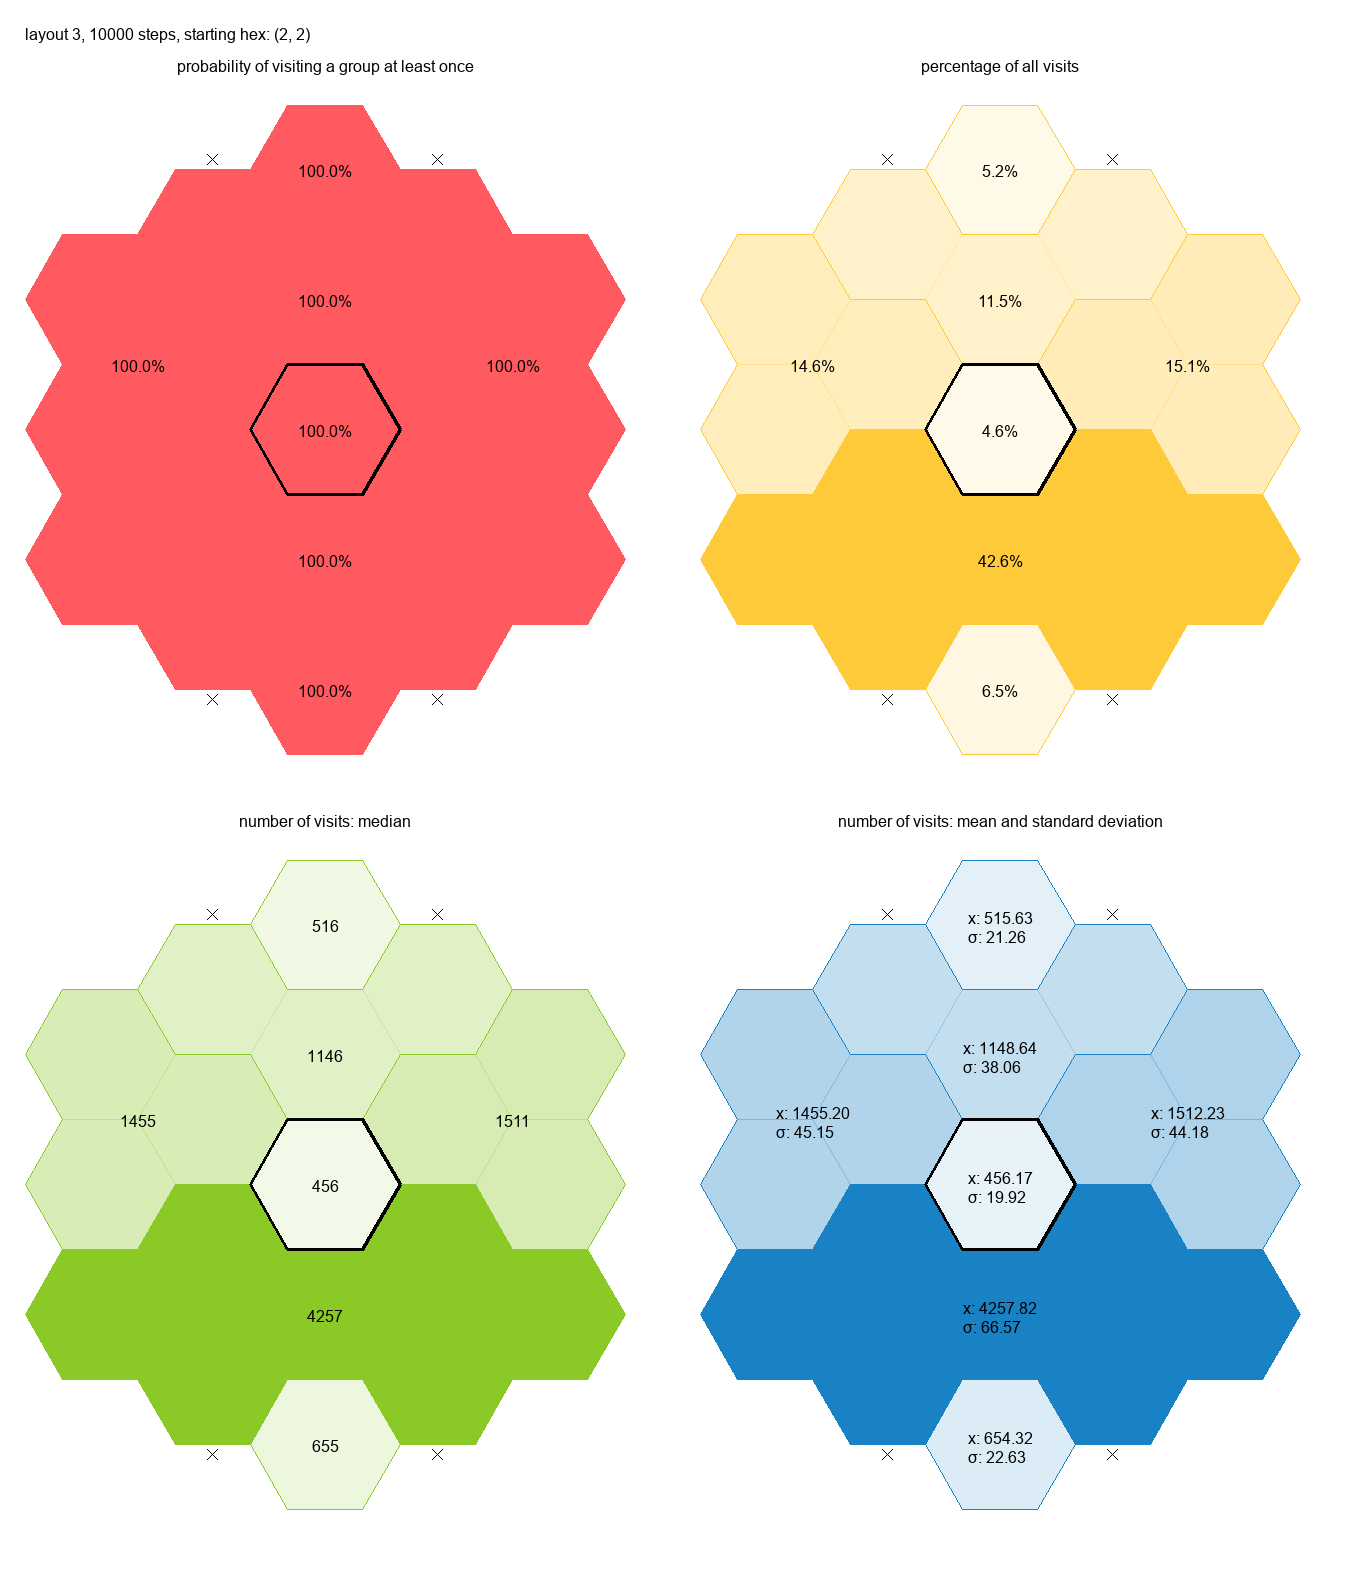 layout 3, 10000 steps, starting hex: (2, 2)
probability of visiting a group at least once
100.0%
100.0%
100.0%
100.0%
100.0%
100.0%
100.0%
percentage of all visits
5.2%
11.5%
14.6%
15.1%
4.6%
42.6%
6.5%
number of visits: median
516
1146
1455
1511
456
4257
655
number of visits: mean and standard deviation
x: 515.63
σ: 21.26
x: 1148.64
σ: 38.06
x: 1455.20
σ: 45.15
x: 1512.23
σ: 44.18
x: 456.17
σ: 19.92
x: 4257.82
σ: 66.57
x: 654.32
σ: 22.63